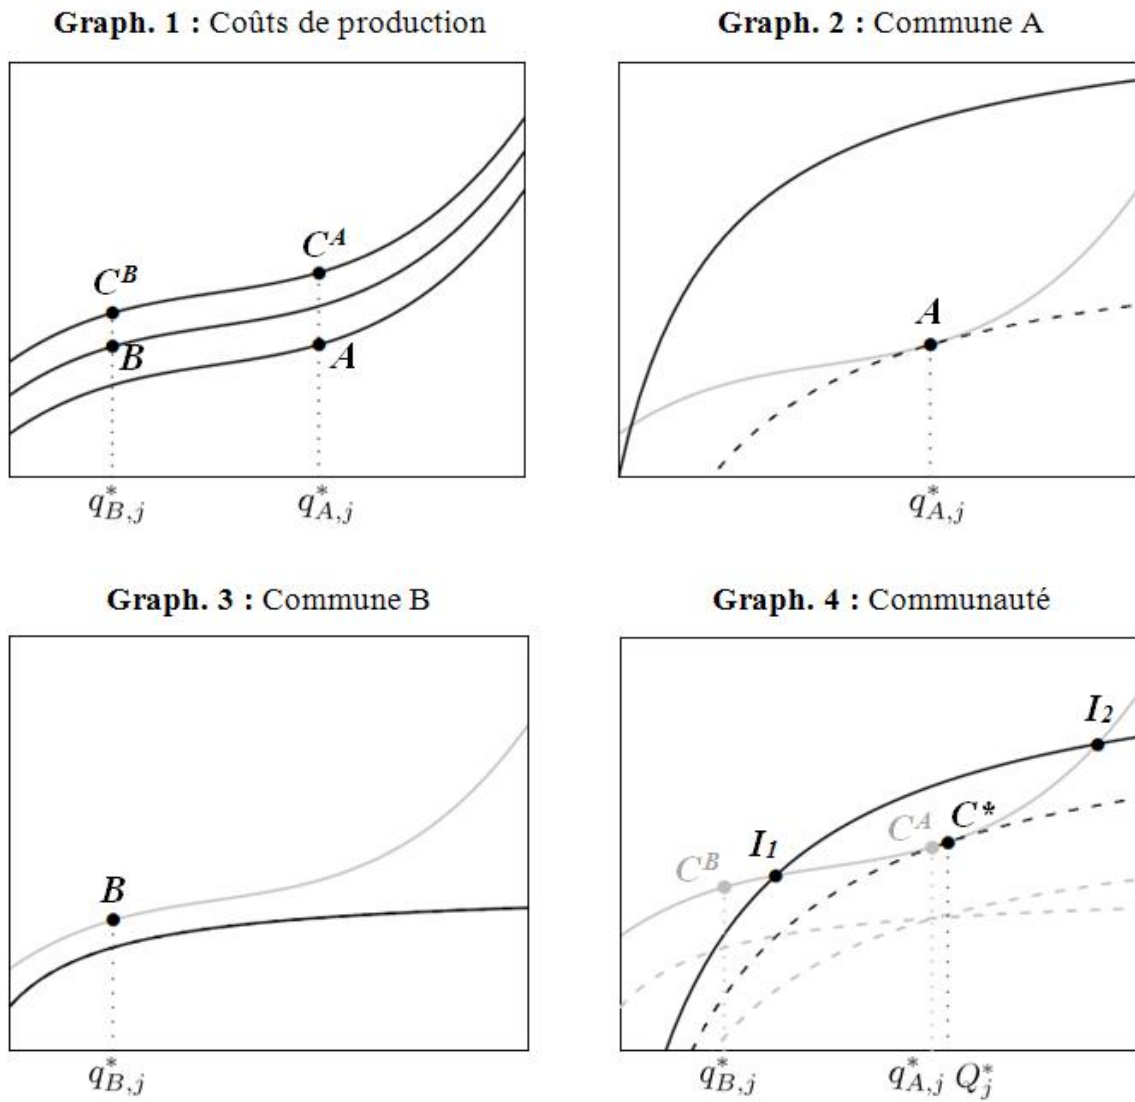 Graph. 1 : Coûts de production
C^A
C^B
B
A
q^*_{B,j}
q^*_{A,j}
Graph. 2 : Commune A
A
q^*_{A,j}
Graph. 3 : Commune B
B
q^*_{B,j}
Graph. 4 : Communauté
I_2
C^A
C*
I_1
C^B
q^*_{B,j}
q^*_{A,j} Q^*_j